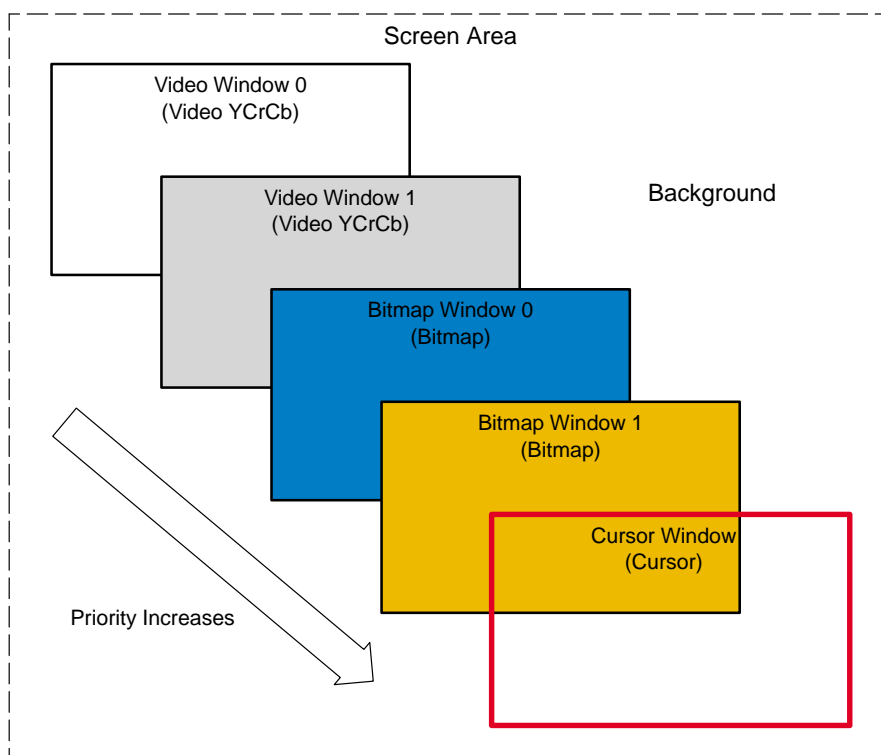 Screen Area
Video Window 0
(Video YCrCb)
Video Window 1
(Video YCrCb)
Background
Bitmap Window 0
(Bitmap)
Bitmap Window 1
(Bitmap)
Cursor Window
(Cursor)
Priority Increases